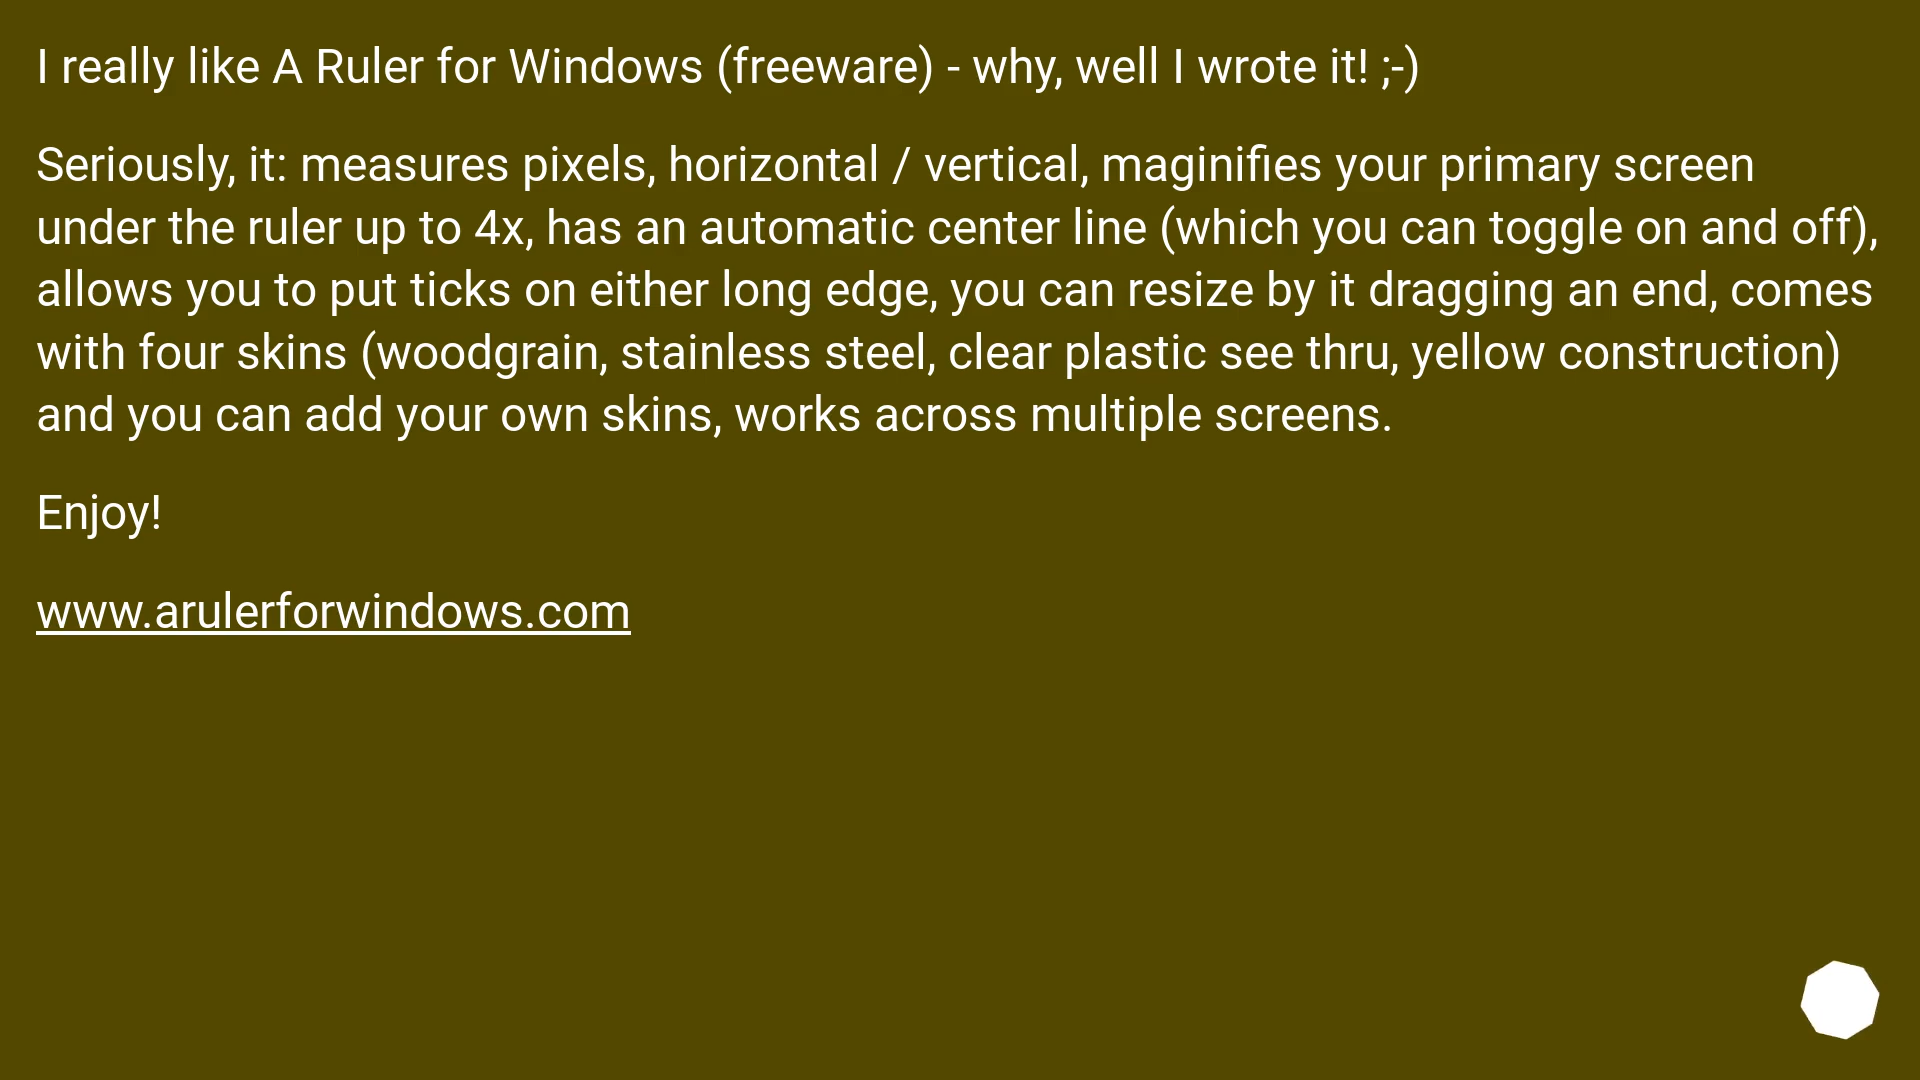 I really like A Ruler for Windows (freeware) - why, well I wrote it! ;-)
Seriously, it: measures pixels, horizontal / vertical, maginifies your primary screen
under the ruler up to 4x, has an automatic center line (which you can toggle on and off),
allows you to put ticks on either long edge, you can resize by it dragging an end, comes
with four skins (woodgrain, stainless steel, clear plastic see thru, yellow construction)
and you can add your own skins, works across multiple screens.
Enjoy!
www.arulerforwindows.com